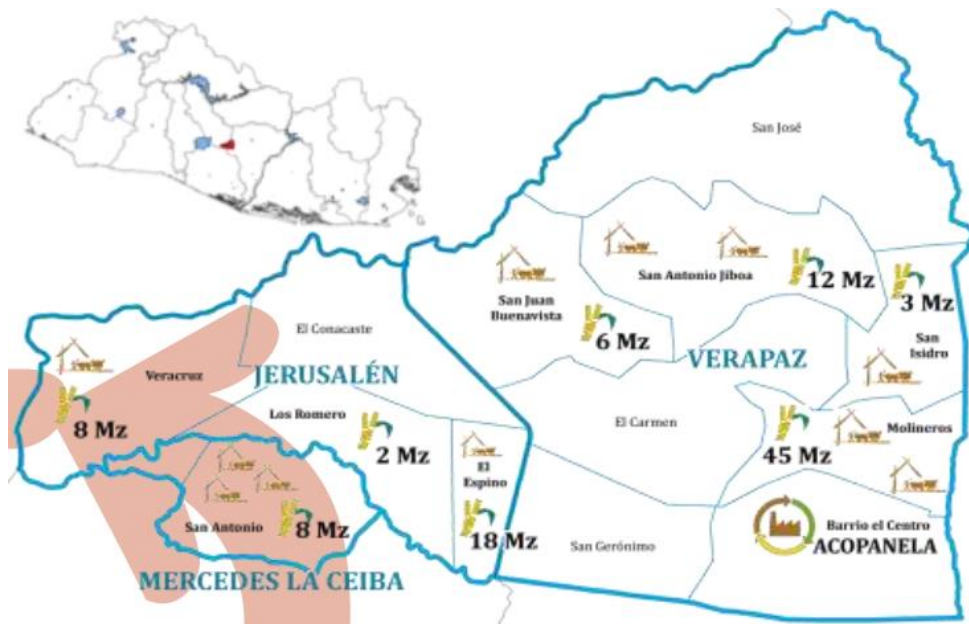 San José
San Antonio Jiboa
12 Mz
3 Mz
San Juan
Buenavista
6 Mz
San
Isidro
VERAPAZ
El Conacaste
JERUSALÉN
Veracruz
8 Mz
Los Romero
2 Mz
El
Espino
18 Mz
El Carmen
45 Mz
Molineros
San Antonio
8 Mz
MERCEDES LA CEIBA
San Gerónimo
Barrio el Centro
ACOPANELA